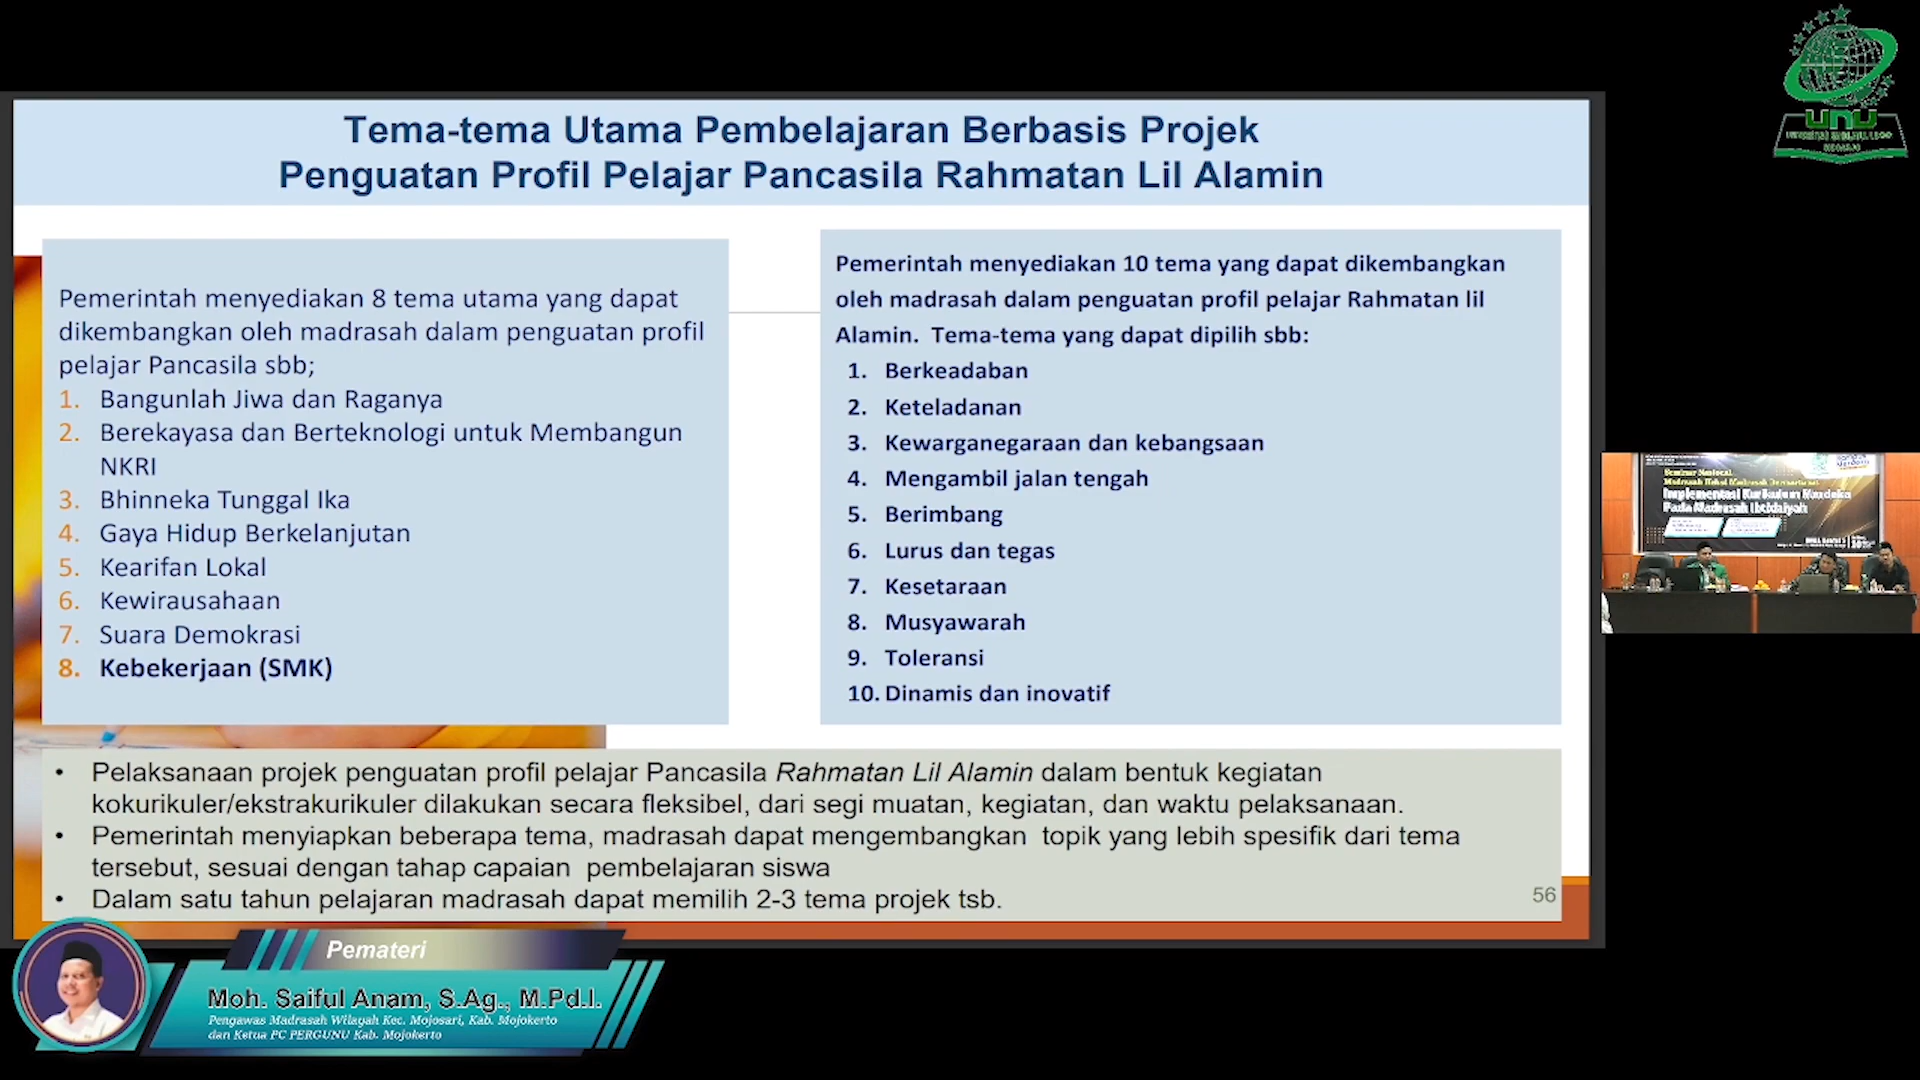 Tema-tema Utama Pembelajaran Berbasis Projek
Penguatan Profil Pelajar Pancasila Rahmatan Lil Alamin
Pemerintah menyediakan 8 tema utama yang dapat
dikembangkan oleh madrasah dalam penguatan profil
pelajar Pancasila sbb;
1. Bangunlah Jiwa dan Raganya
2. Berekayasa dan Berteknologi untuk Membangun
NKRI
3. Bhinneka Tunggal Ika
4. Gaya Hidup Berkelanjutan
5. Kearifan Lokal
6. Kewirausahaan
7. Suara Demokrasi
8. Kebekerjaan (SMK)
Pemerintah menyediakan 10 tema yang dapat dikembangkan
oleh madrasah dalam penguatan profil pelajar Rahmatan lil
Alamin. Tema-tema yang dapat dipilih sbb:
1. Berkeadaban
2. Keteladanan
3. Kewarganegaraan dan kebangsaan
4. Mengambil jalan tengah
5. Berimbang
6. Lurus dan tegas
7. Kesetaraan
8. Musyawarah
9. Toleransi
10. Dinamis dan inovatif
• Pelaksanaan projek penguatan profil pelajar Pancasila Rahmatan Lil Alamin dalam bentuk kegiatan
kokurikuler/ekstrakurikuler dilakukan secara fleksibel, dari segi muatan, kegiatan, dan waktu pelaksanaan.
• Pemerintah menyiapkan beberapa tema, madrasah dapat mengembangkan topik yang lebih spesifik dari tema
tersebut, sesuai dengan tahap capaian pembelajaran siswa
• Dalam satu tahun pelajaran madrasah dapat memilih 2-3 tema projek tsb.
56
Pemateri
Moh. Saiful Anam, S.Ag., M.Pd.I.
Pengawas Madrasah Wilayah Kec. Mojosari, Kab. Mojokerto
dan Ketua PC PERGUNU Kab. Mojokerto
UNU
Seminar Nasional
Implementasi Kurikulum Merdeka
Pada Madrasah Ibtidaiyah